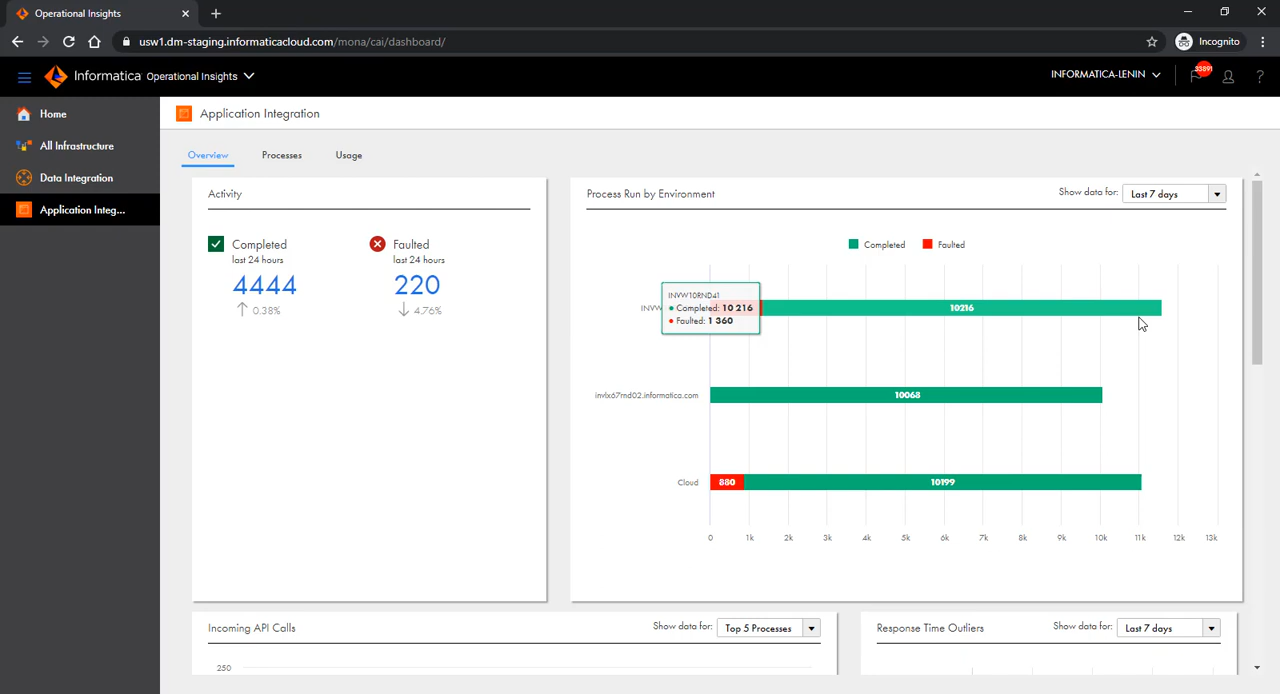 Operational Insights
usw1.dm-staging.informaticacloud.com/mona/cai/dashboard/
Incognito
Informatica Operational Insights
INFORMATICA-LENIN
33891
?
Home
All Infrastructure
Data Integration
Application Integ...
Application Integration
Overview
Processes
Usage
Activity
Completed
last 24 hours
4444
0.38%
Faulted
last 24 hours
220
4.76%
Process Run by Environment
Show data for:
Last 7 days
Completed
Faulted
INVW
INVW10RND41
Completed: 10 216
Faulted: 1 360
10216
invlx67rnd02.informatica.com
10068
Cloud
880
10199
0
1k
2k
3k
4k
5k
6k
7k
8k
9k
10k
11k
12k
13k
Incoming API Calls
Show data for:
Top 5 Processes
250
Response Time Outliers
Show data for:
Last 7 days